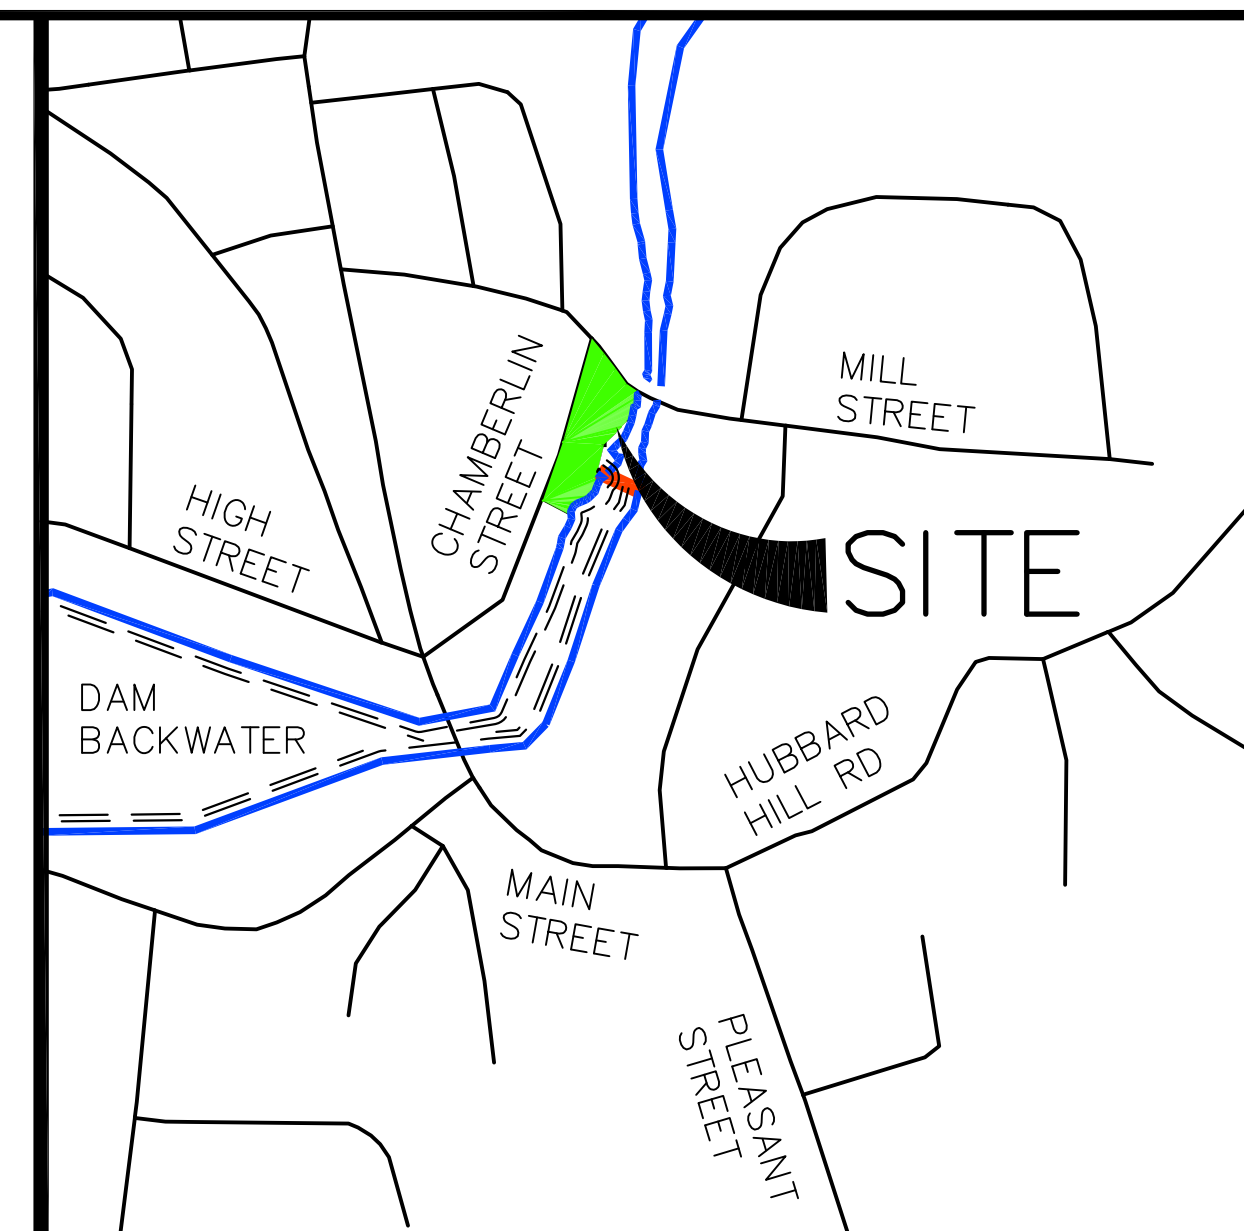 MILL
STREET
CHAMBERLIN
STREET
HIGH
STREET
SITE
DAM
BACKWATER
HUBBARD
HILL RD
MAIN
STREET
PLEASANT
STREET